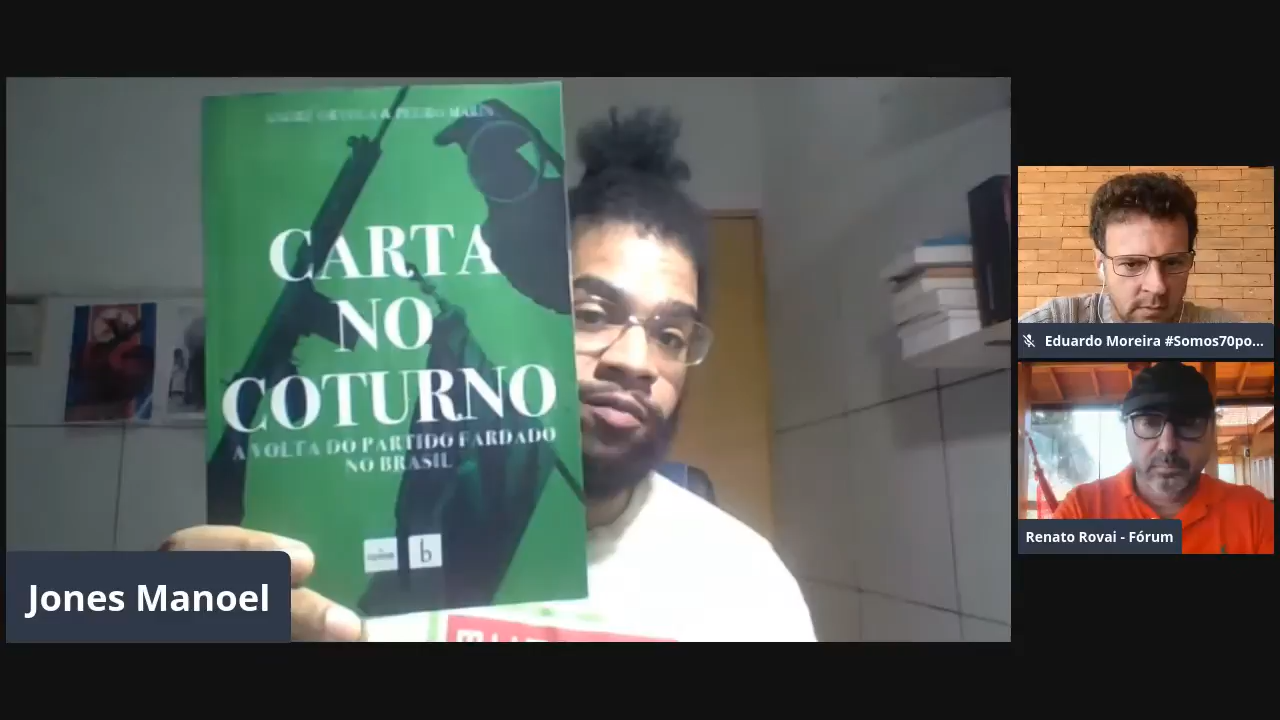 CARTA
NO
COTURNO
A VOLTA DO PARTIDO FARDADO
NO BRASIL
b
Jones Manoel
Eduardo Moreira #Somos70po...
Renato Rovai - Fórum